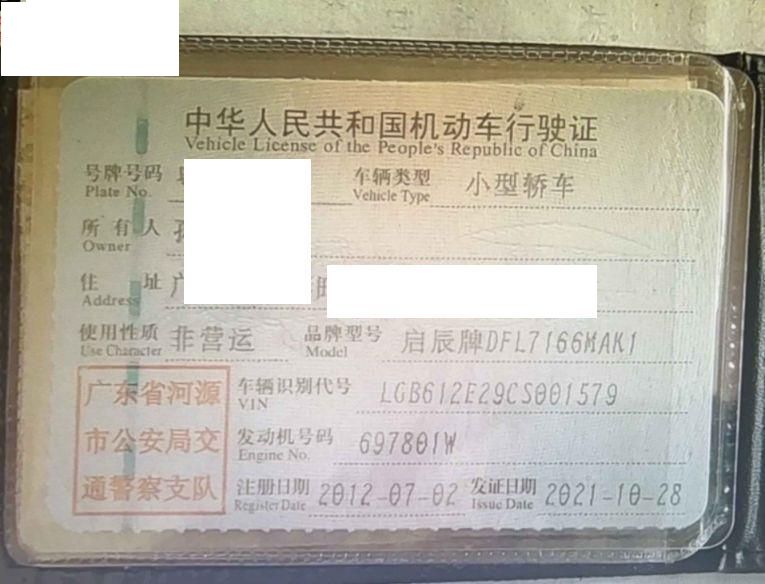 中华人民共和国机动车行驶证
Vehicle License of the People's Republic of China
号牌号码 车辆类型 小型轿车
Plate No. Vehicle Type
所有人
Owner
住址
Address
使用性质 非营运 品牌型号 启辰牌DFL7166MAK1
Use Character Model
广东省河源 车辆识别代号 LGB612E29CS001579
VIN
市公安局交 发动机号码 697801W
Engine No.
通警察支队 注册日期 2012-07-02 发证日期 2021-10-28
Register Date Issue Date